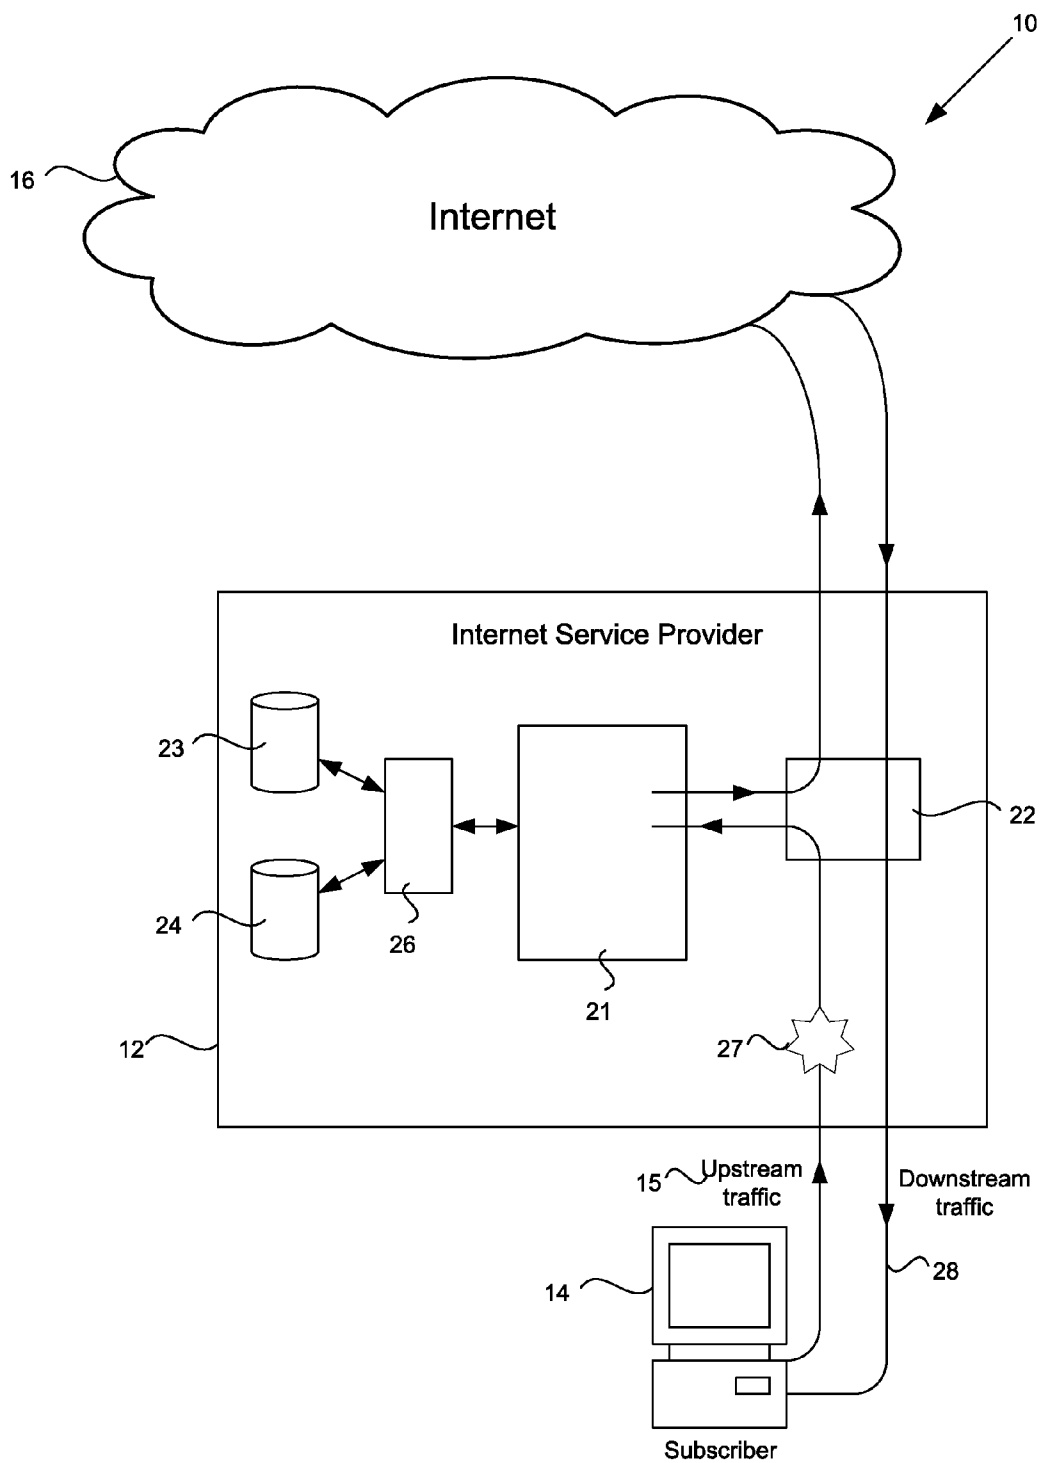 10
16
Internet
Internet Service Provider
23
22
24
26
21
12
27
15
Upstream
traffic
Downstream
traffic
14
28
Subscriber